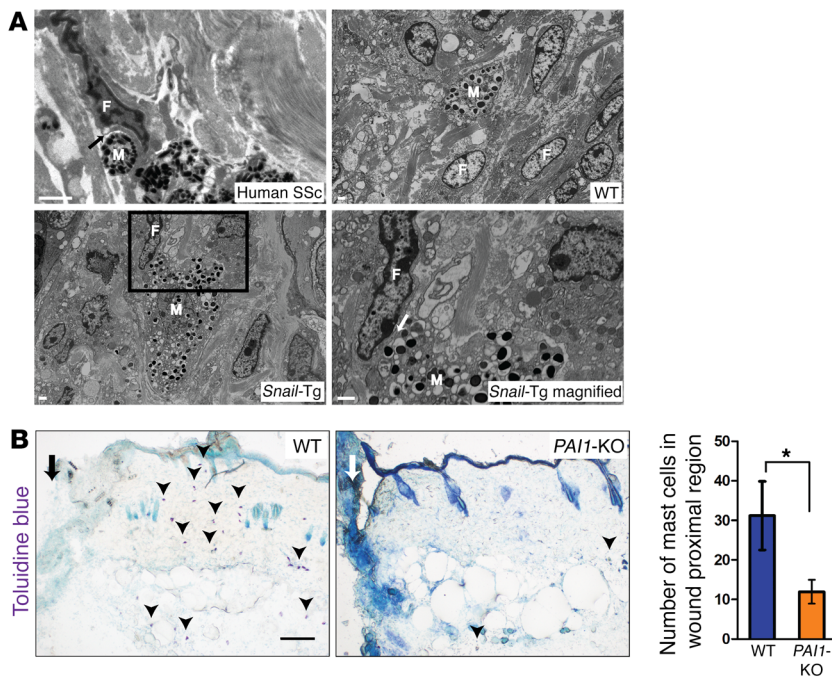 A
F
M
Human SSc
M
F
F
WT
F
M
Snail-Tg
F
M
Snail-Tg magnified
B
Toluidine blue
WT
PAI1-KO
Number of mast cells in
wound proximal region
50
40
30
20
10
0
*
WT
PAI1-
KO